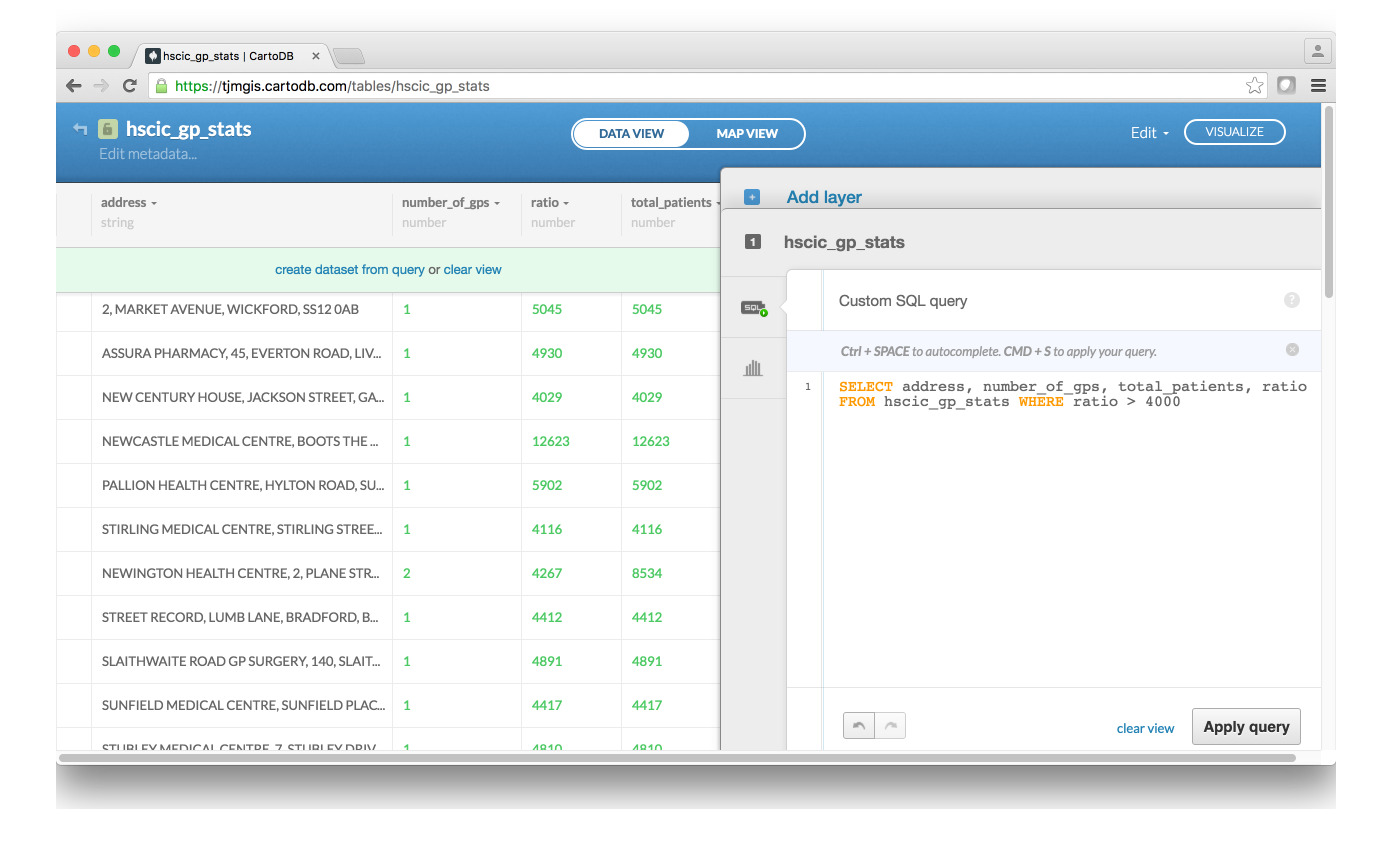 hscic_gp_stats | CartoDB
https://tjmgis.cartodb.com/tables/hscic_gp_stats
hscic_gp_stats
Edit metadata...
DATA VIEW
MAP VIEW
Edit
VISUALIZE
address
string
number_of_gps
number
ratio
number
total_patients
number
create dataset from query or clear view
2, MARKET AVENUE, WICKFORD, SS12 0AB 1 5045 5045
ASSURA PHARMACY, 45, EVERTON ROAD, LIV... 1 4930 4930
NEW CENTURY HOUSE, JACKSON STREET, GA... 1 4029 4029
NEWCASTLE MEDICAL CENTRE, BOOTS THE ... 1 12623 12623
PALLION HEALTH CENTRE, HYLTON ROAD, SU... 1 5902 5902
STIRLING MEDICAL CENTRE, STIRLING STREE... 1 4116 4116
NEWINGTON HEALTH CENTRE, 2, PLANE STR... 2 4267 8534
STREET RECORD, LUMB LANE, BRADFORD, B... 1 4412 4412
SLAITHWAITE ROAD GP SURGERY, 140, SLAIT... 1 4891 4891
SUNFIELD MEDICAL CENTRE, SUNFIELD PLAC... 1 4417 4417
STUBLEY MEDICAL CENTRE, 7, STUBLEY DRIV... 1 4810 4810
Add layer
1 hscic_gp_stats
SQL
Custom SQL query
?
Ctrl + SPACE to autocomplete. CMD + S to apply your query.
1 SELECT address, number_of_gps, total_patients, ratio
FROM hscic_gp_stats WHERE ratio > 4000
clear view
Apply query